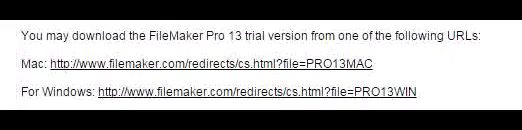 You may download the FileMaker Pro 13 trial version from one of the following URLs:
Mac: http://www.filemaker.com/redirects/cs.html?file=PRO13MAC
For Windows: http://www.filemaker.com/redirects/cs.html?file=PRO13WIN